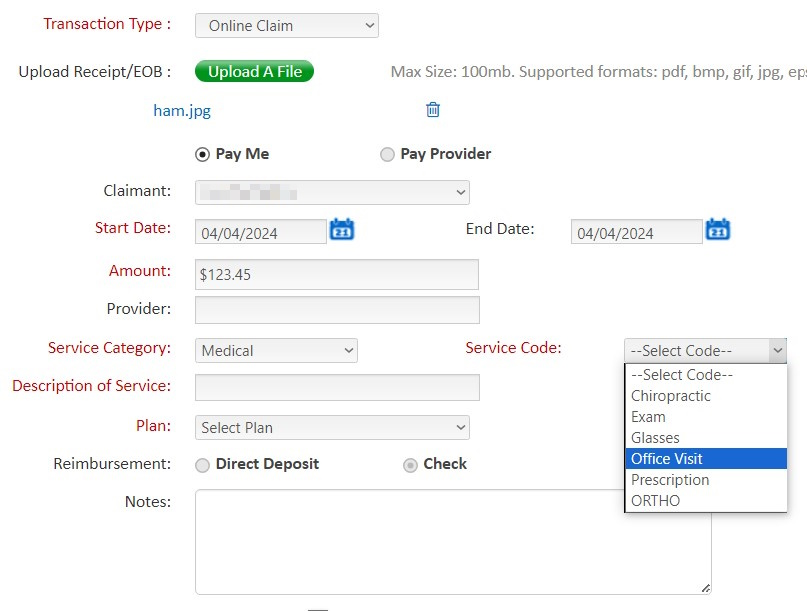 Transaction Type : Online Claim
Upload Receipt/EOB : Upload A File Max Size: 100mb. Supported formats: pdf, bmp, gif, jpg,
ham.jpg
Pay Me Pay Provider
Claimant:
Start Date: 04/04/2024 21 End Date: 04/04/2024 21
Amount: $123.45
Provider:
Service Category: Medical Service Code: --Select Code--
--Select Code--
Chiropractic
Exam
Glasses
Office Visit
Prescription
ORTHO
Description of Service:
Plan: Select Plan
Reimbursement: Direct Deposit Check
Notes: